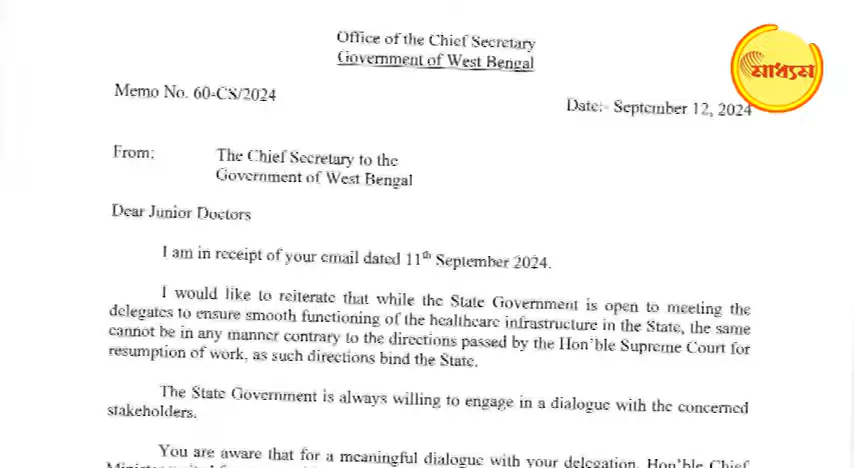 Office of the Chief Secretary
Government of West Bengal
মাধ্যম
Memo No. 60-CS/2024
Date:- September 12, 2024
From:
The Chief Secretary to the
Government of West Bengal
Dear Junior Doctors
I am in receipt of your email dated 11th September 2024.
I would like to reiterate that while the State Government is open to meeting the
delegates to ensure smooth functioning of the healthcare infrastructure in the State, the same
cannot be in any manner contrary to the directions passed by the Hon'ble Supreme Court for
resumption of work, as such directions bind the State.
The State Government is always willing to engage in a dialogue with the concerned
stakeholders.
You are aware that for a meaningful dialogue with your delegation, Hon'ble Chief